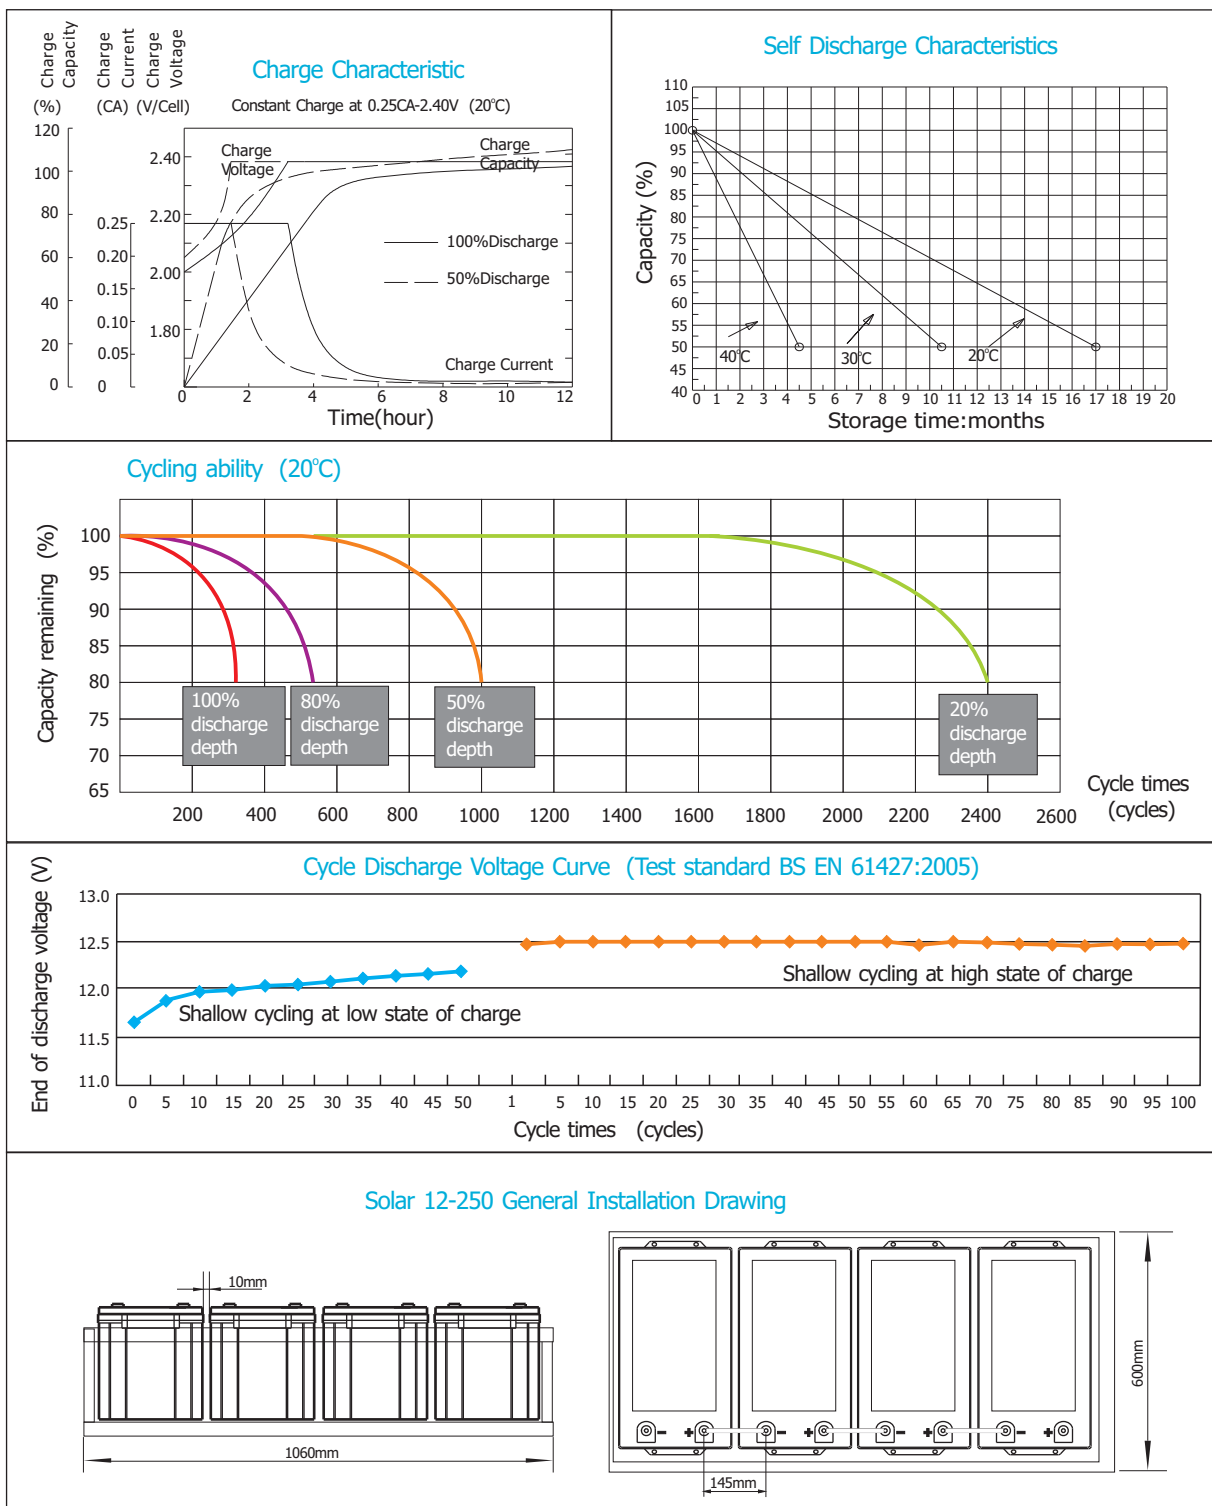 Charge
Capacity
Charge
Current
Charge
Voltage
(%)
(CA)
(V/Cell)
Charge Characteristic
Constant Charge at 0.25CA-2.40V (20°C)
120
100
80
60
40
20
0
0.25
0.20
0.15
0.10
0.05
0
2.40
2.20
2.00
1.80
Charge
Voltage
Charge
Capacity
100%Discharge
50%Discharge
Charge Current
0 2 4 6 8 10 12
Time(hour)
Self Discharge Characteristics
Capacity (%)
110
105
100
95
90
85
80
75
70
65
60
55
50
45
40
40°C
30°C
20°C
0 1 2 3 4 5 6 7 8 9 10 11 12 13 14 15 16 17 18 19 20
Storage time:months
Cycling ability (20°C)
Capacity remaining (%)
100
95
90
85
80
75
70
65
100%
discharge
depth
80%
discharge
depth
50%
discharge
depth
20%
discharge
depth
200 400 600 800 1000 1200 1400 1600 1800 2000 2200 2400 2600
Cycle times
(cycles)
Cycle Discharge Voltage Curve (Test standard BS EN 61427:2005)
End of discharge voltage (V)
13.0
12.5
12.0
11.5
11.0
Shallow cycling at high state of charge
Shallow cycling at low state of charge
0 5 10 15 20 25 30 35 40 45 50 1 5 10 15 20 25 30 35 40 45 50 55 60 65 70 75 80 85 90 95 100
Cycle times (cycles)
Solar 12-250 General Installation Drawing
10mm
1060mm
600mm
− + − + − + − +
145mm